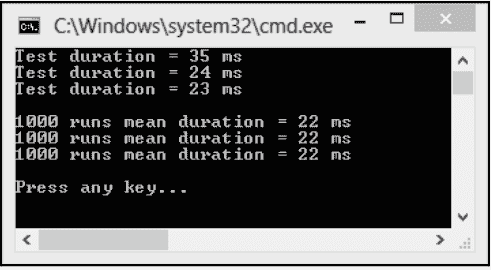 C:\Windows\system32\cmd.exe
Test duration = 35 ms
Test duration = 24 ms
Test duration = 23 ms
1000 runs mean duration = 22 ms
1000 runs mean duration = 22 ms
1000 runs mean duration = 22 ms
Press any key...